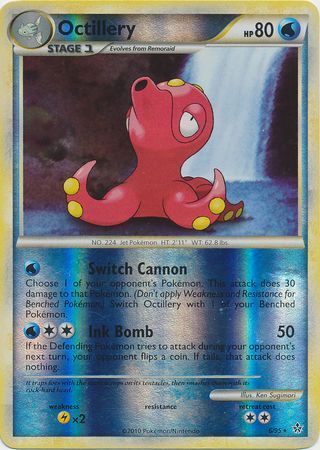 Octillery
HP 80
STAGE 1
Evolves from Remoraid
NO. 224 Jet Pokémon. HT: 2'11" WT: 62.8 lbs.
Switch Cannon
Choose 1 of your opponent's Pokémon. This attack does 30
damage to that Pokémon. (Don't apply Weakness and Resistance for
Benched Pokémon.) Switch Octillery with 1 of your Benched
Pokémon.
Ink Bomb 50
If the Defending Pokémon tries to attack during your opponent's
next turn, your opponent flips a coin. If tails, that attack does
nothing.
It traps foes with the suction cups on its tentacles, then smashes them with its
rock-hard head.
Illus. Ken Sugimori
weakness
resistance
retreat cost
×2
©2010 Pokémon/Nintendo
6/95 ★